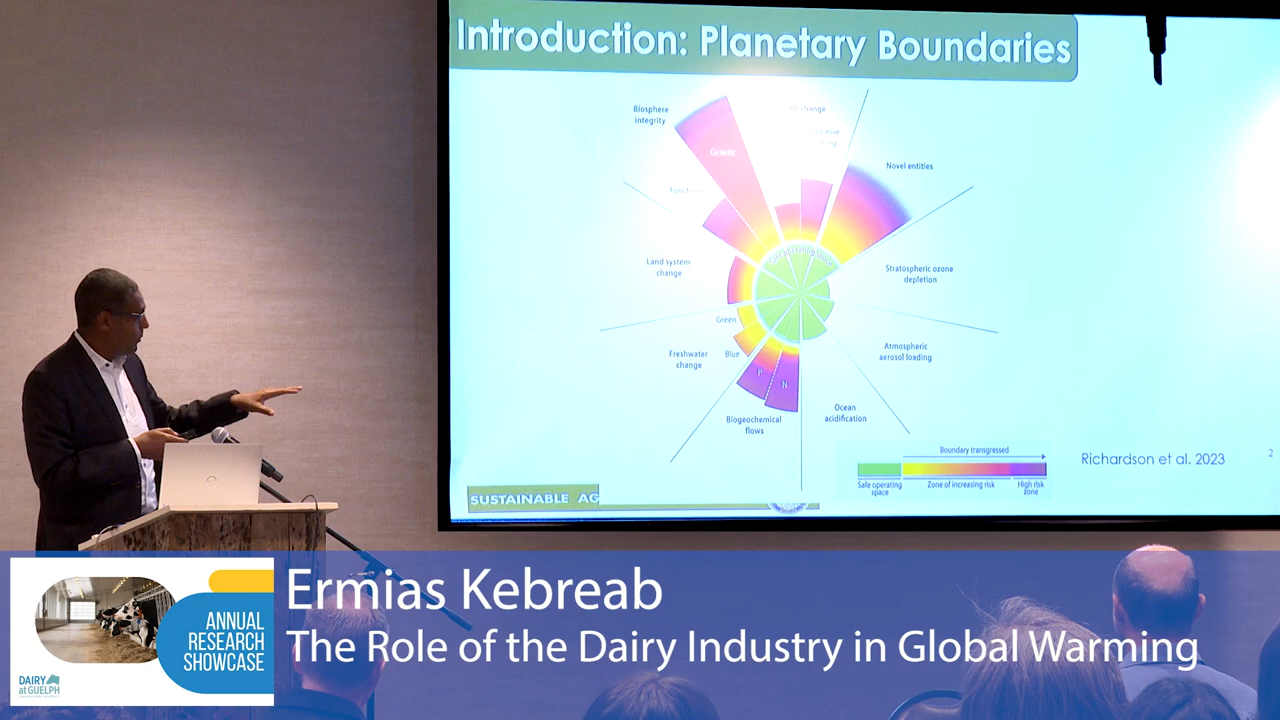 Introduction: Planetary Boundaries
Biosphere
integrity
change
Genetic
Novel entities
Land system
change
Safe operating space
Stratospheric ozone
depletion
Green
Blue
Freshwater
change
Atmospheric
aerosol loading
P
N
Biogeochemical
flows
Ocean
acidification
Boundary transgressed
Safe operating
space
Zone of increasing risk
High risk
zone
Richardson et al. 2023
2
SUSTAINABLE AG
Ermias Kebreab
The Role of the Dairy Industry in Global Warming
ANNUAL
RESEARCH
SHOWCASE
DAIRY
at GUELPH